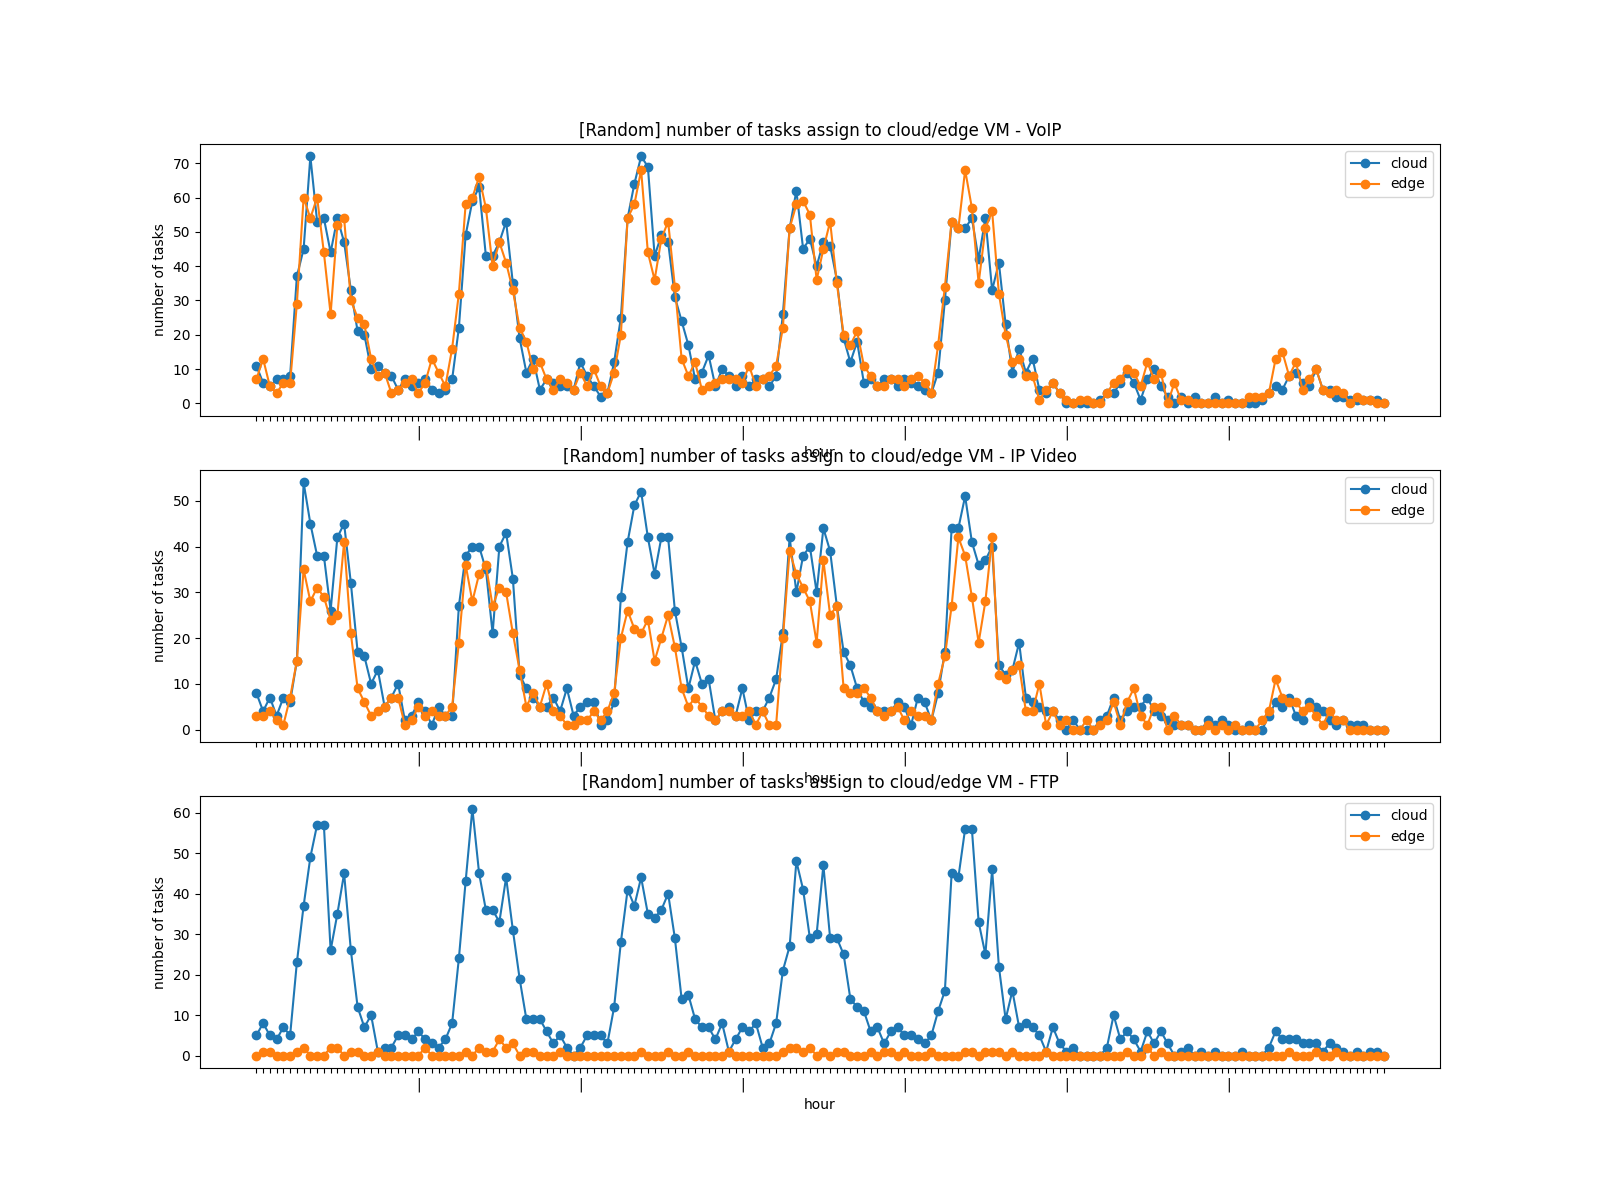 [Random] number of tasks assign to cloud/edge VM - VoIP
cloud
edge
number of tasks
70
60
50
40
30
20
10
0
hour
[Random] number of tasks assign to cloud/edge VM - IP Video
cloud
edge
number of tasks
50
40
30
20
10
0
hour
[Random] number of tasks assign to cloud/edge VM - FTP
cloud
edge
number of tasks
60
50
40
30
20
10
0
hour